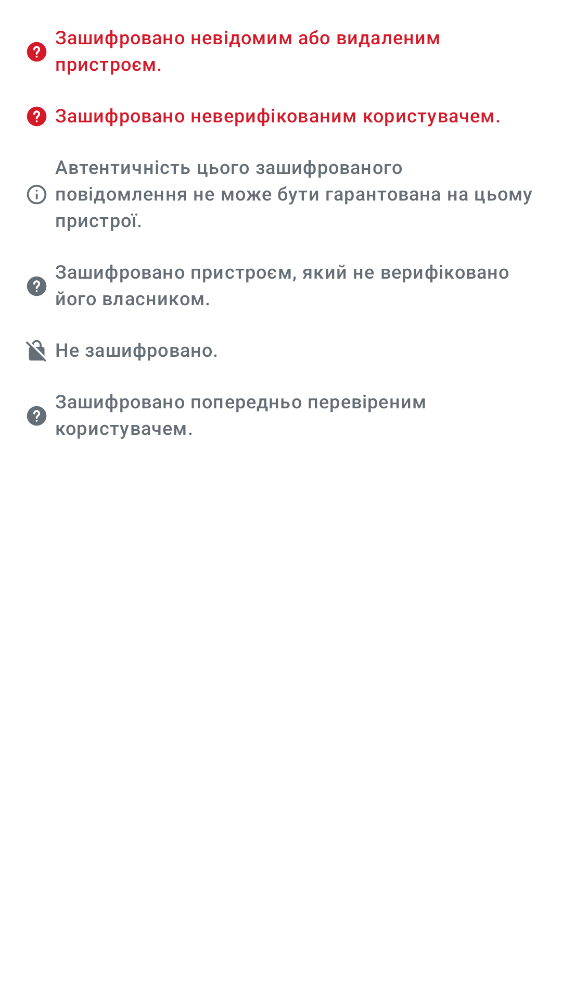 Зашифровано невідомим або видаленим
пристроєм.
Зашифровано неверифікованим користувачем.
Автентичність цього зашифрованого
повідомлення не може бути гарантована на цьому
пристрої.
Зашифровано пристроєм, який не верифіковано
його власником.
Не зашифровано.
Зашифровано попередньо перевіреним
користувачем.